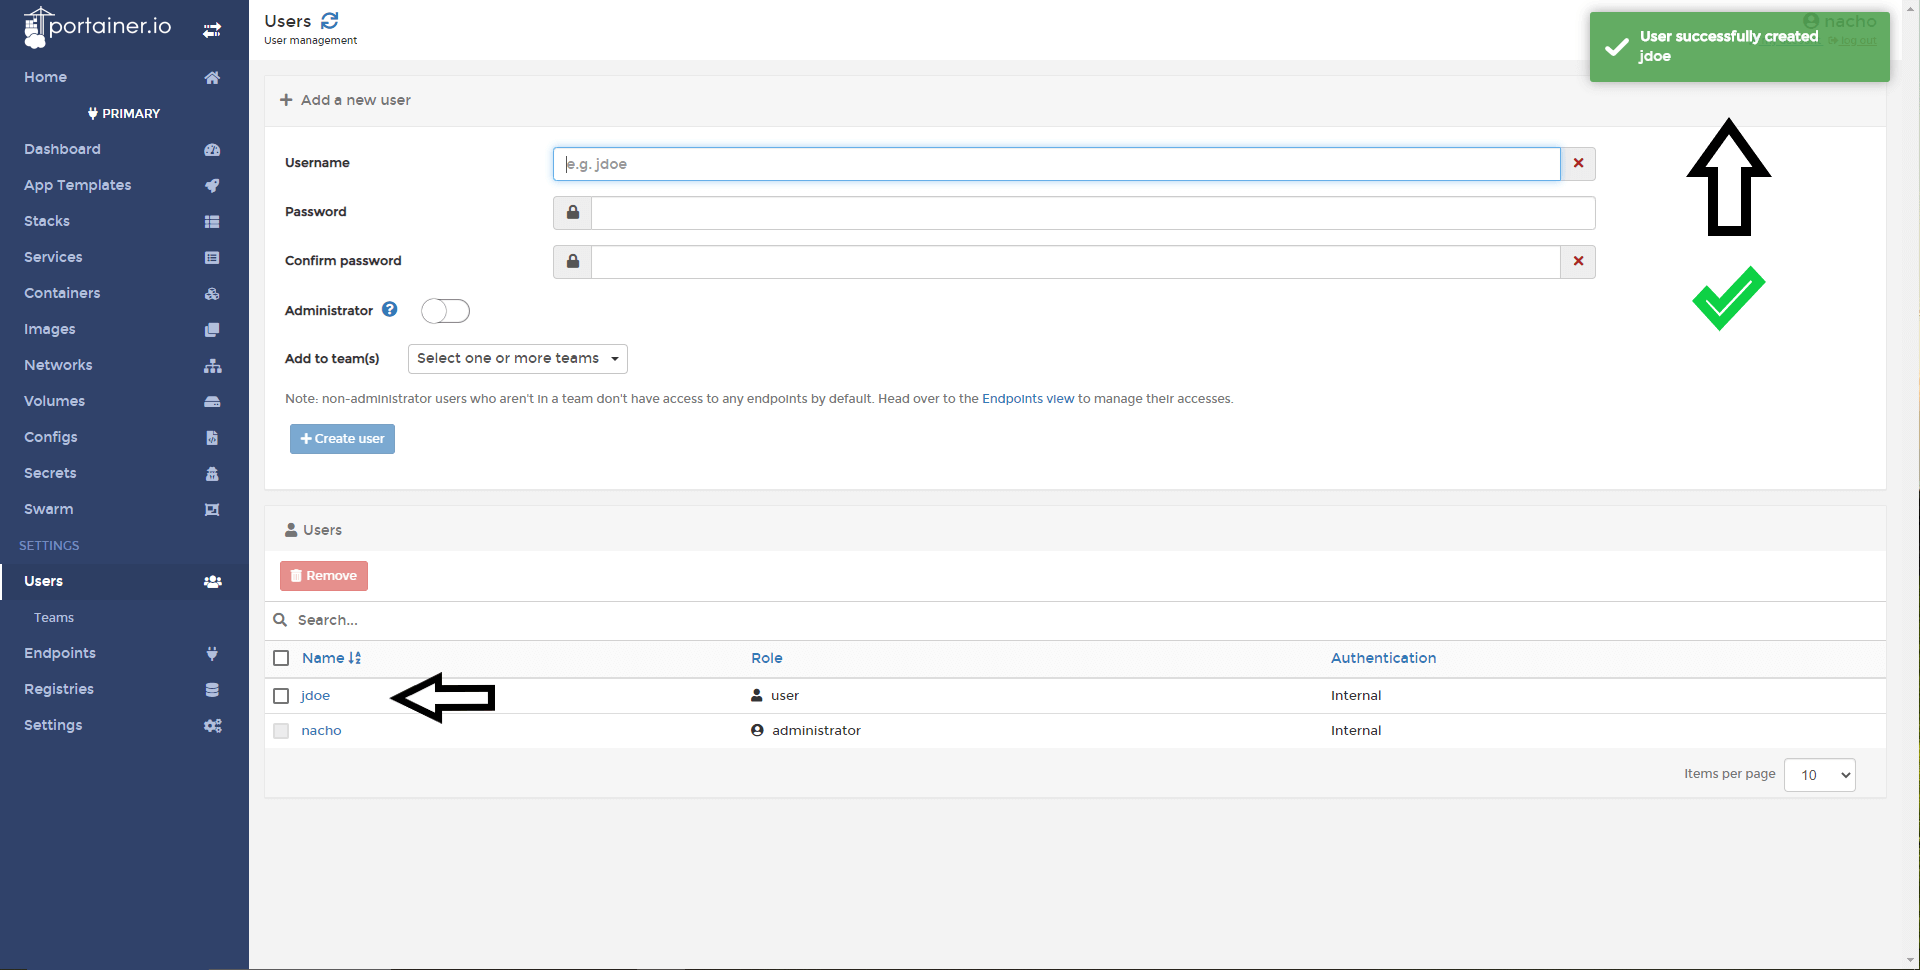 portainer.io
Home
PRIMARY
Dashboard
App Templates
Stacks
Services
Containers
Images
Networks
Volumes
Configs
Secrets
Swarm
SETTINGS
Users
Teams
Endpoints
Registries
Settings
Users
User management
nacho
log out
User successfully created
jdoe
Add a new user
Username
e.g. jdoe
Password
Confirm password
Administrator
Add to team(s) Select one or more teams
Note: non-administrator users who aren't in a team don't have access to any endpoints by default. Head over to the Endpoints view to manage their accesses.
Create user
Users
Remove
Search...
Name Role Authentication
jdoe user Internal
nacho administrator Internal
Items per page 10